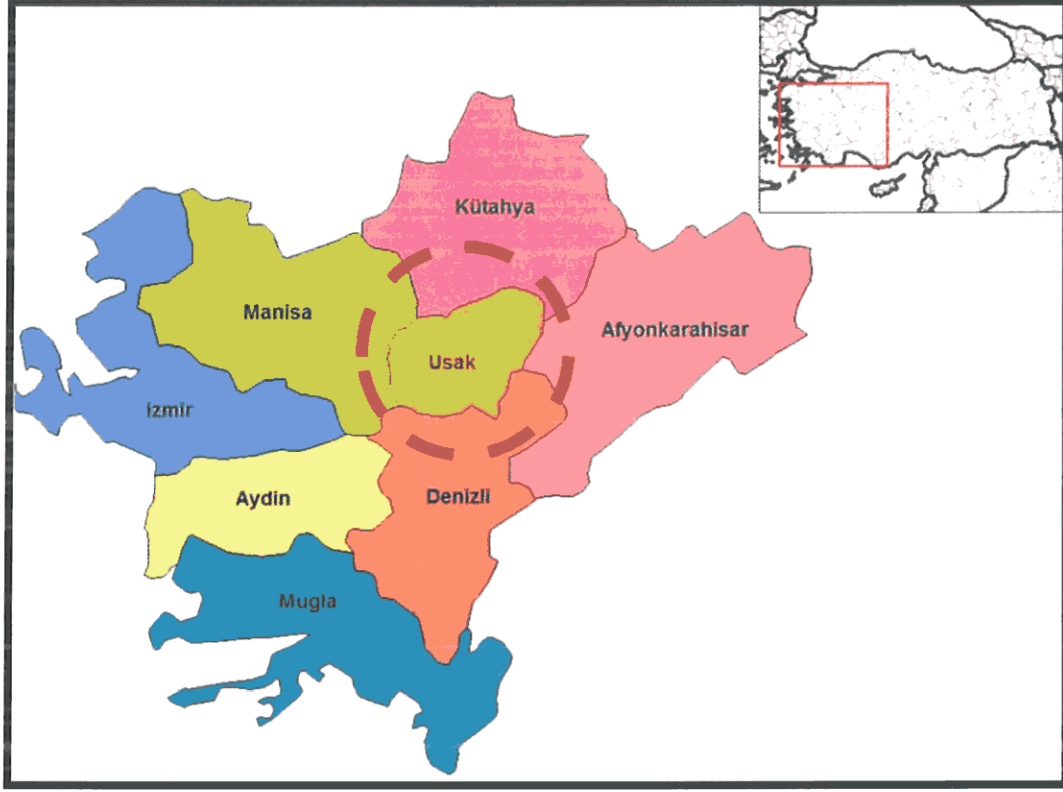 Kütahya
Manisa
Afyonkarahisar
Usak
izmir
Aydin
Denizli
Mugla